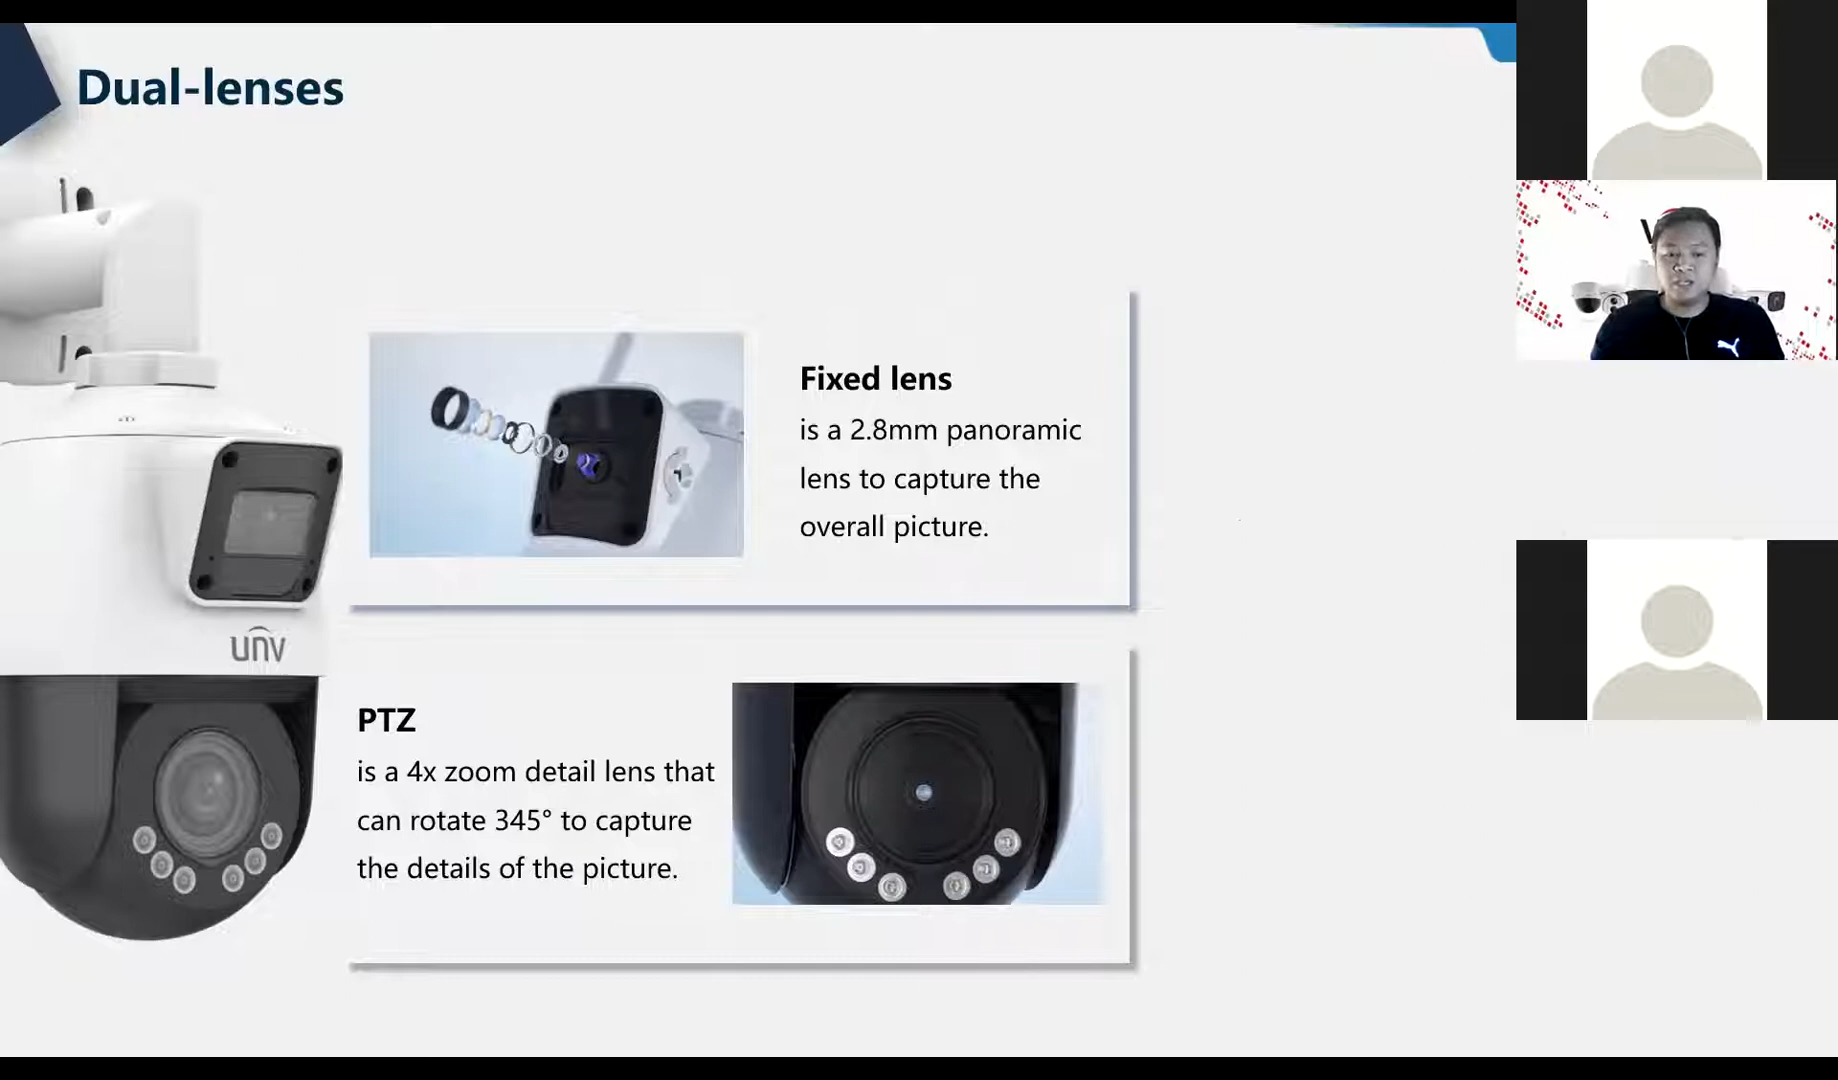 Dual-lenses
Fixed lens
is a 2.8mm panoramic
lens to capture the
overall picture.
unv
PTZ
is a 4x zoom detail lens that
can rotate 345° to capture
the details of the picture.